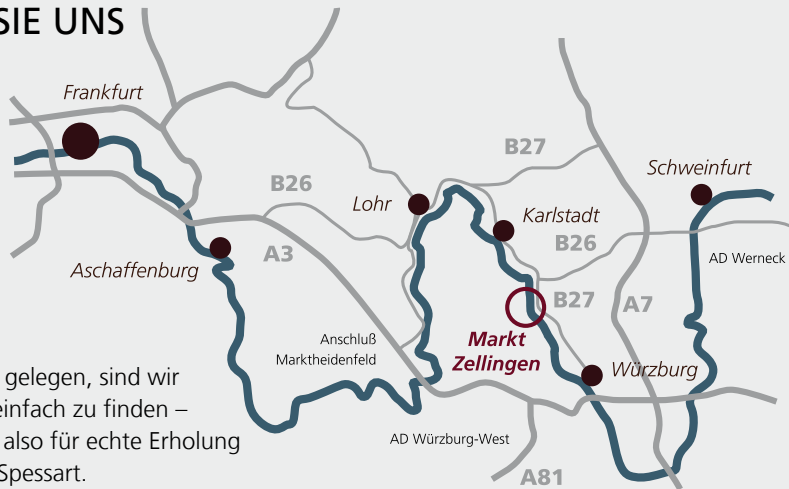 SIE UNS
Frankfurt
B27
Schweinfurt
B26
Lohr
Karlstadt
B26
A3
AD Werneck
Aschaffenburg
B27
A7
Anschluß
Marktheidenfeld
Markt
Zellingen
Würzburg
gelegen, sind wir
einfach zu finden –
also für echte Erholung
Spessart.
AD Würzburg-West
A81